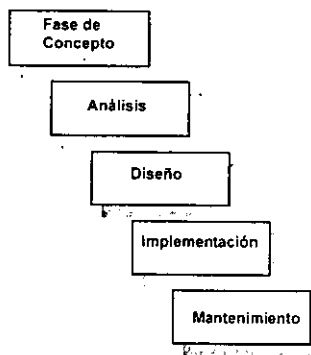 Fase de
Concepto
Análisis
Diseño
Implementación
Mantenimiento